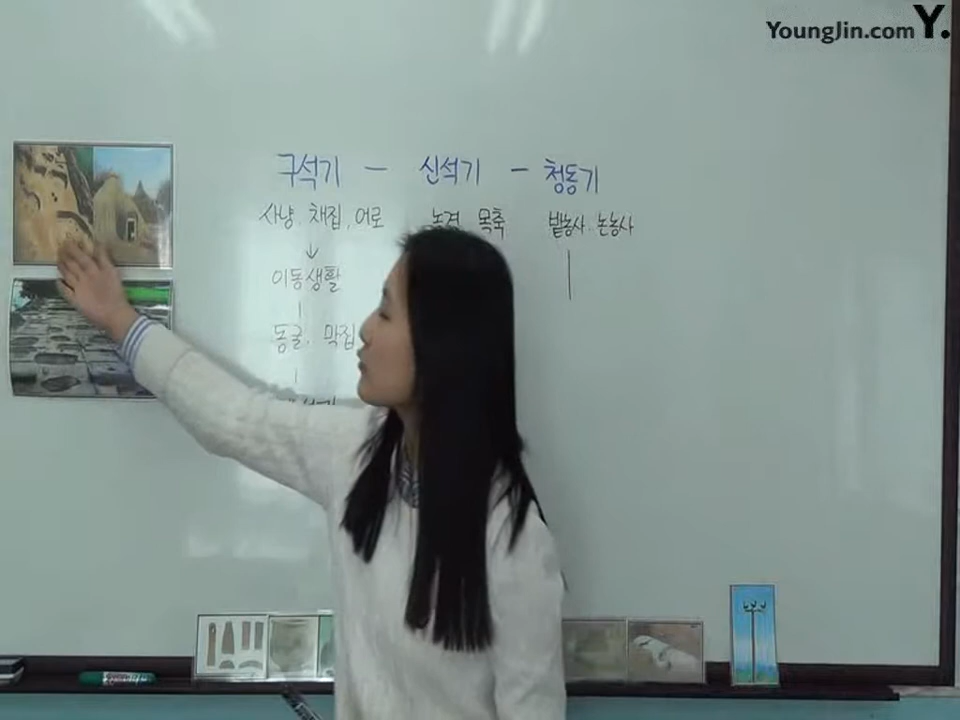 YoungJin.com Y.
구석기 - 신석기 - 청동기
사냥. 채집, 어로 농경 목축 밭농사. 논농사
이동생활
동굴. 막집